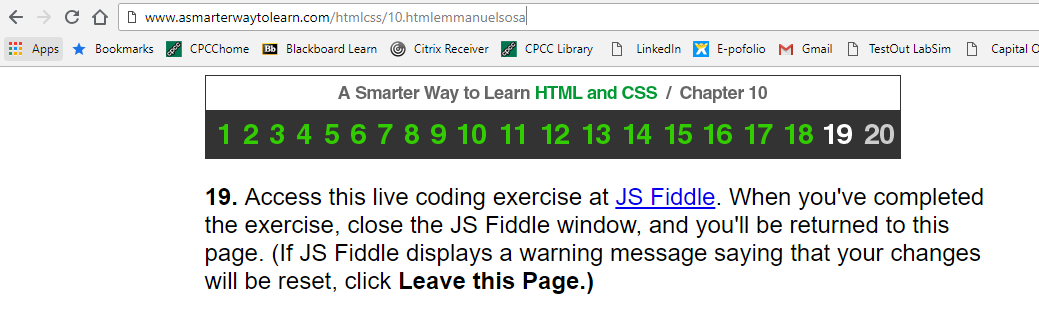 www.asmarterwaytolearn.com/htmlcss/10.htmlemmanuelsosa
Apps Bookmarks CPCChome Bb Blackboard Learn Citrix Receiver CPCC Library LinkedIn E-pofolio Gmail TestOut LabSim Capital O
A Smarter Way to Learn HTML and CSS / Chapter 10
1 2 3 4 5 6 7 8 9 10 11 12 13 14 15 16 17 18 19 20
19. Access this live coding exercise at JS Fiddle. When you've completed
the exercise, close the JS Fiddle window, and you'll be returned to this
page. (If JS Fiddle displays a warning message saying that your changes
will be reset, click Leave this Page.)